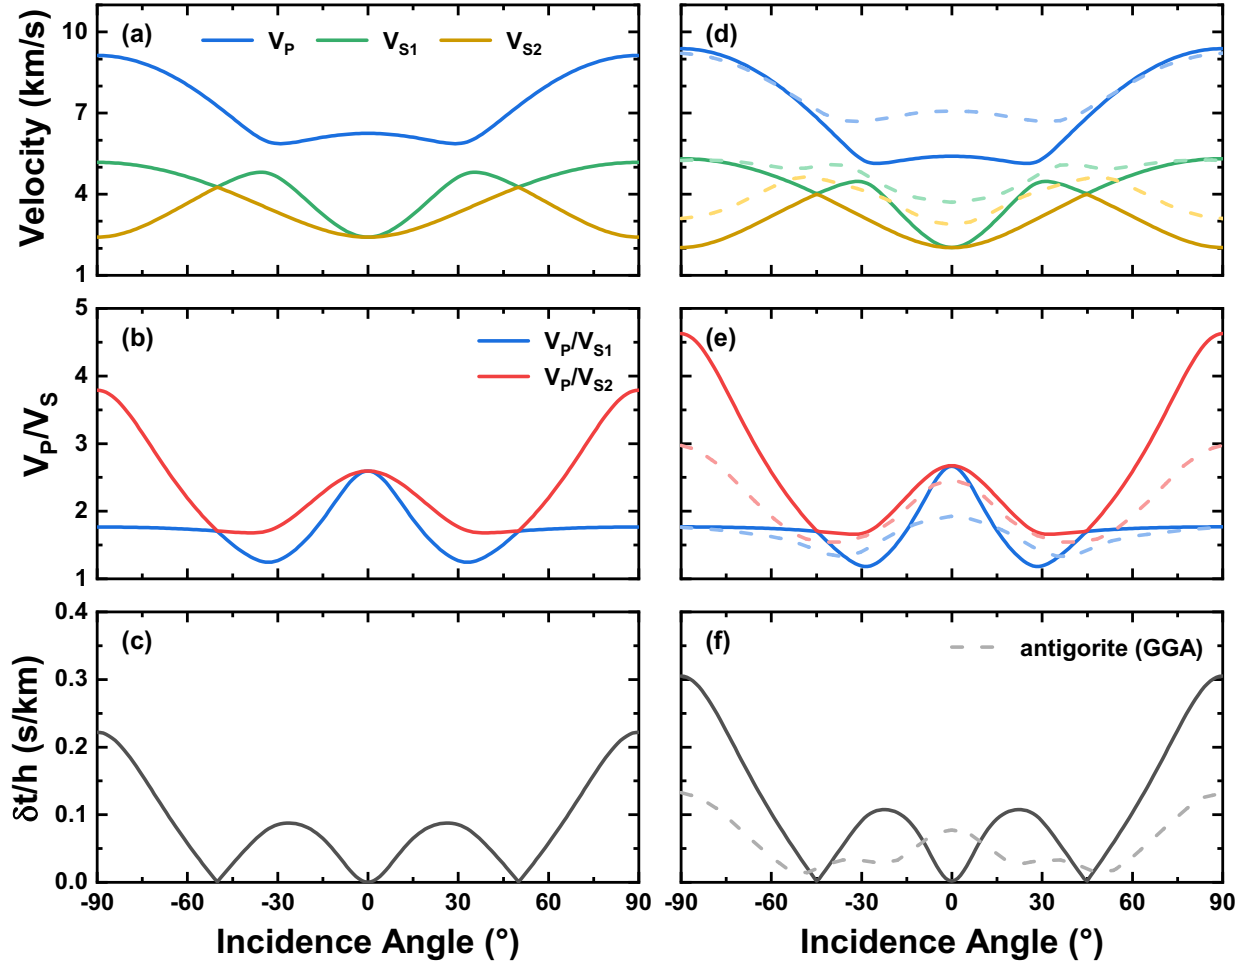 (a) V_P V_S1 V_S2
Velocity (km/s)
10
7
4
1
(d)
(b) V_P/V_S1
V_P/V_S2
V_P/V_S
5
4
3
2
1
(e)
(c)
δt/h (s/km)
0.4
0.3
0.2
0.1
0.0
-90 -60 -30 0 30 60 90
Incidence Angle (°)
(f) antigorite (GGA)
-90 -60 -30 0 30 60 90
Incidence Angle (°)